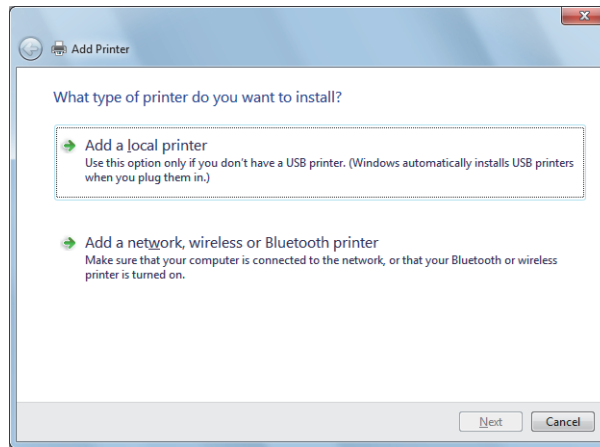 Add Printer
What type of printer do you want to install?
Add a local printer
Use this option only if you don't have a USB printer. (Windows automatically installs USB printers
when you plug them in.)
Add a network, wireless or Bluetooth printer
Make sure that your computer is connected to the network, or that your Bluetooth or wireless
printer is turned on.
Next Cancel